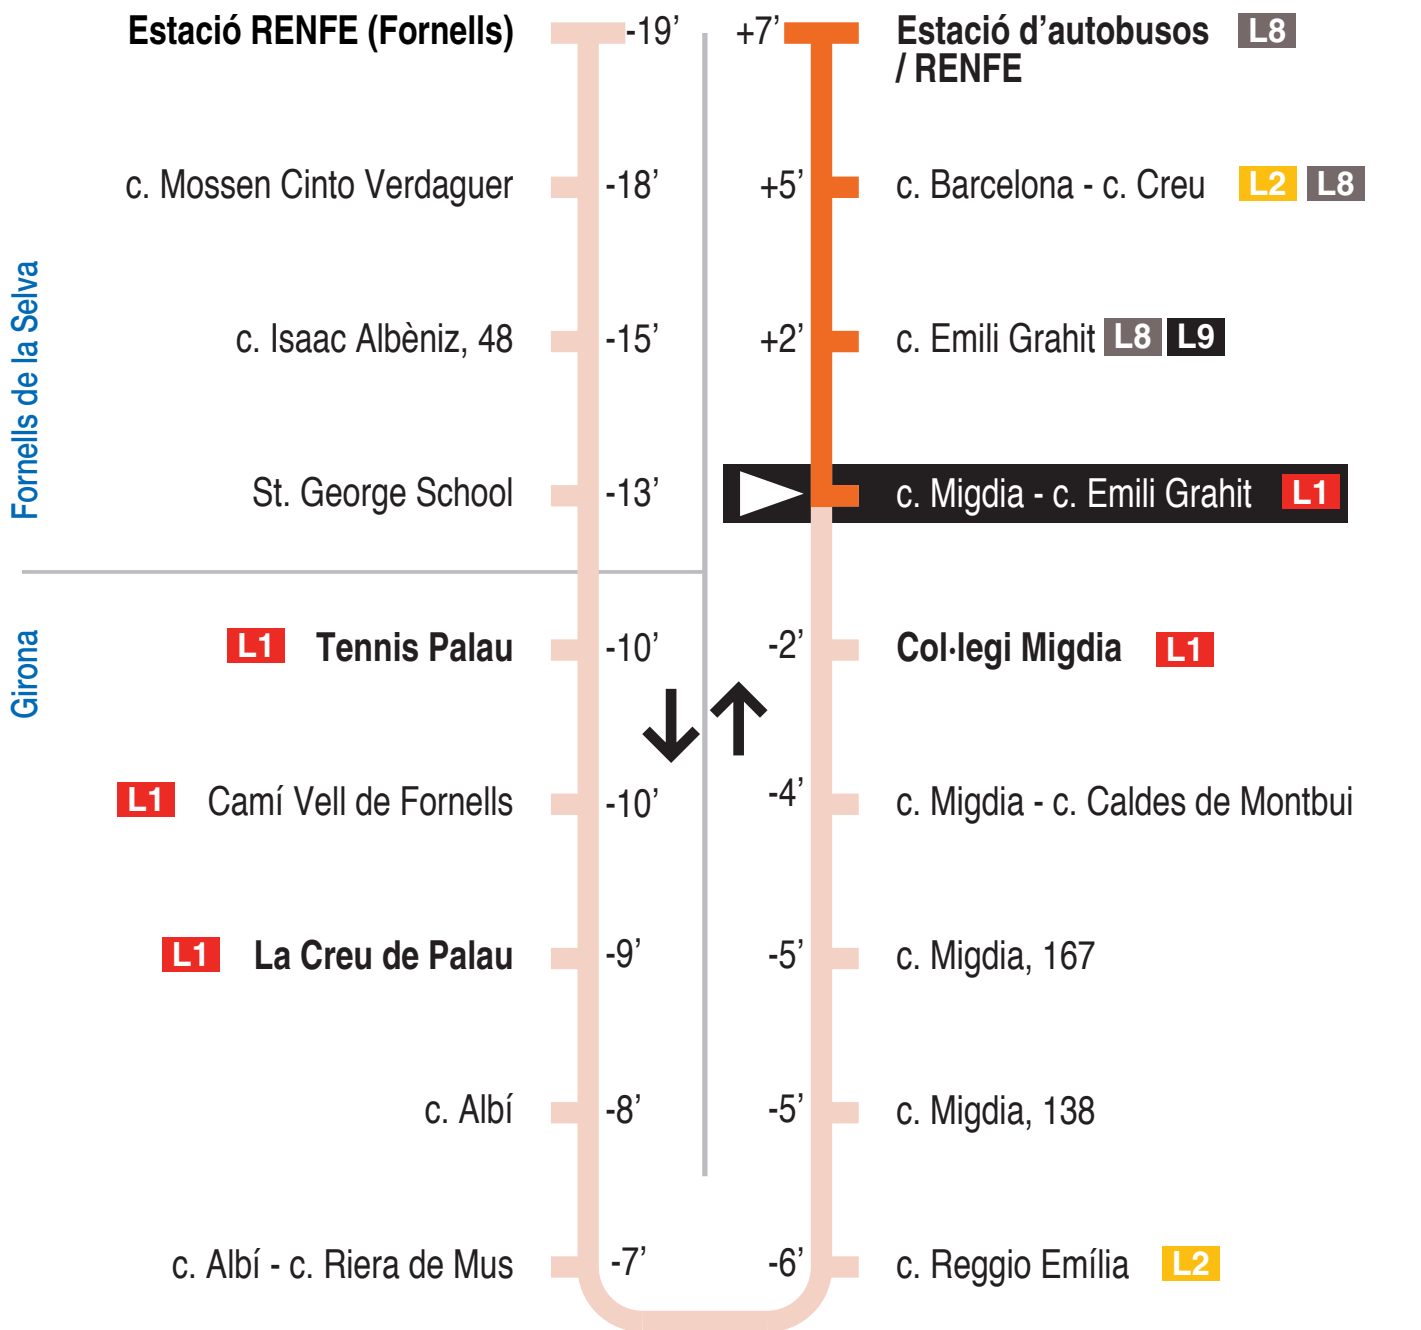 Estació RENFE (Fornells) -19’
c. Mossen Cinto Verdaguer -18’
c. Isaac Albèniz, 48 -15’
St. George School -13’
Fornells de la Selva
L1 Tennis Palau -10’
L1 Camí Vell de Fornells -10’
L1 La Creu de Palau -9’
c. Albí -8’
c. Albí - c. Riera de Mus -7’
Girona
+7’ Estació d’autobusos L8
/ RENFE
+5’ c. Barcelona - c. Creu L2 L8
+2’ c. Emili Grahit L8 L9
c. Migdia - c. Emili Grahit L1
-2’ Col·legi Migdia L1
-4’ c. Migdia - c. Caldes de Montbui
-5’ c. Migdia, 167
-5’ c. Migdia, 138
-6’ c. Reggio Emília L2